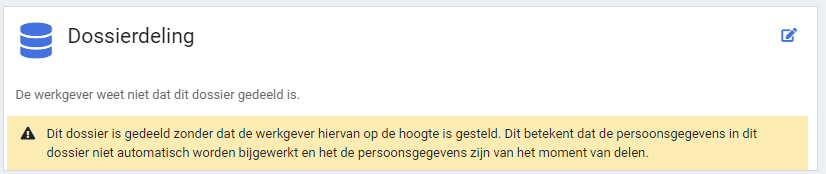 Dossierdeling
De werkgever weet niet dat dit dossier gedeeld is.
Dit dossier is gedeeld zonder dat de werkgever hiervan op de hoogte is gesteld. Dit betekent dat de persoonsgegevens in dit
dossier niet automatisch worden bijgewerkt en het de persoonsgegevens zijn van het moment van delen.